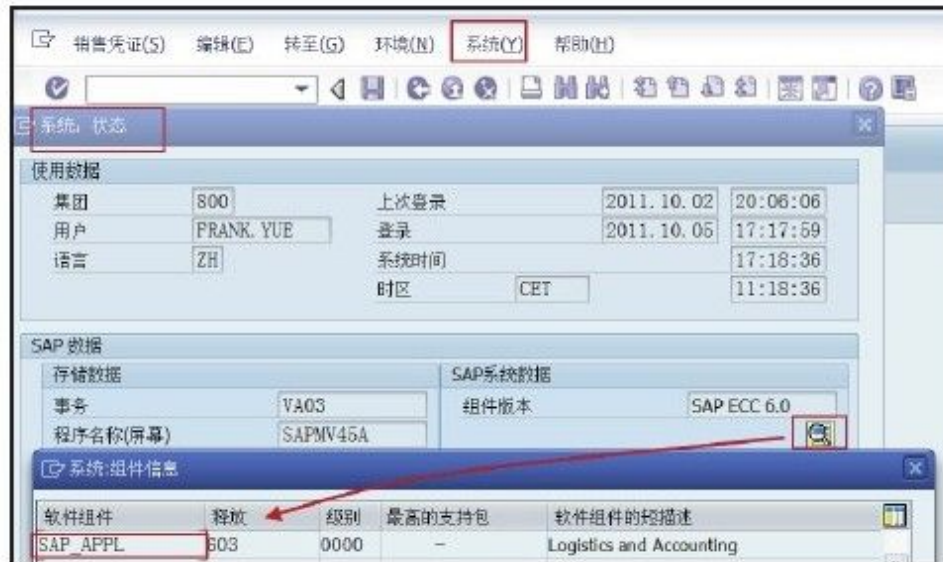 销售凭证(S) 编辑(E) 转至(G) 环境(N) 系统(Y) 帮助(H)
系统: 状态
使用数据
集团 800 上次登录 2011.10.02 20:06:06
用户 FRANK.YUE 登录 2011.10.05 17:17:59
语言 ZH 系统时间 17:18:36
时区 CET 11:18:36
SAP 数据
存储数据 SAP系统数据
事务 VA03 组件版本 SAP ECC 6.0
程序名称(屏幕) SAPMV45A
系统:组件信息
软件组件 释放 级别 最高的支持包 软件组件的短描述
SAP_APPL 603 0000 - Logistics and Accounting